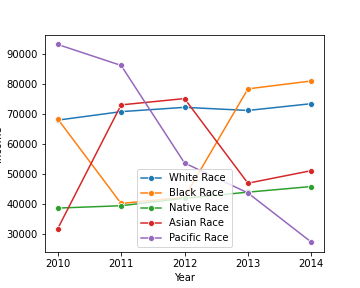 90000
80000
70000
60000
50000
40000
30000
White Race
Black Race
Native Race
Asian Race
Pacific Race
2010 2011 2012 2013 2014
Year